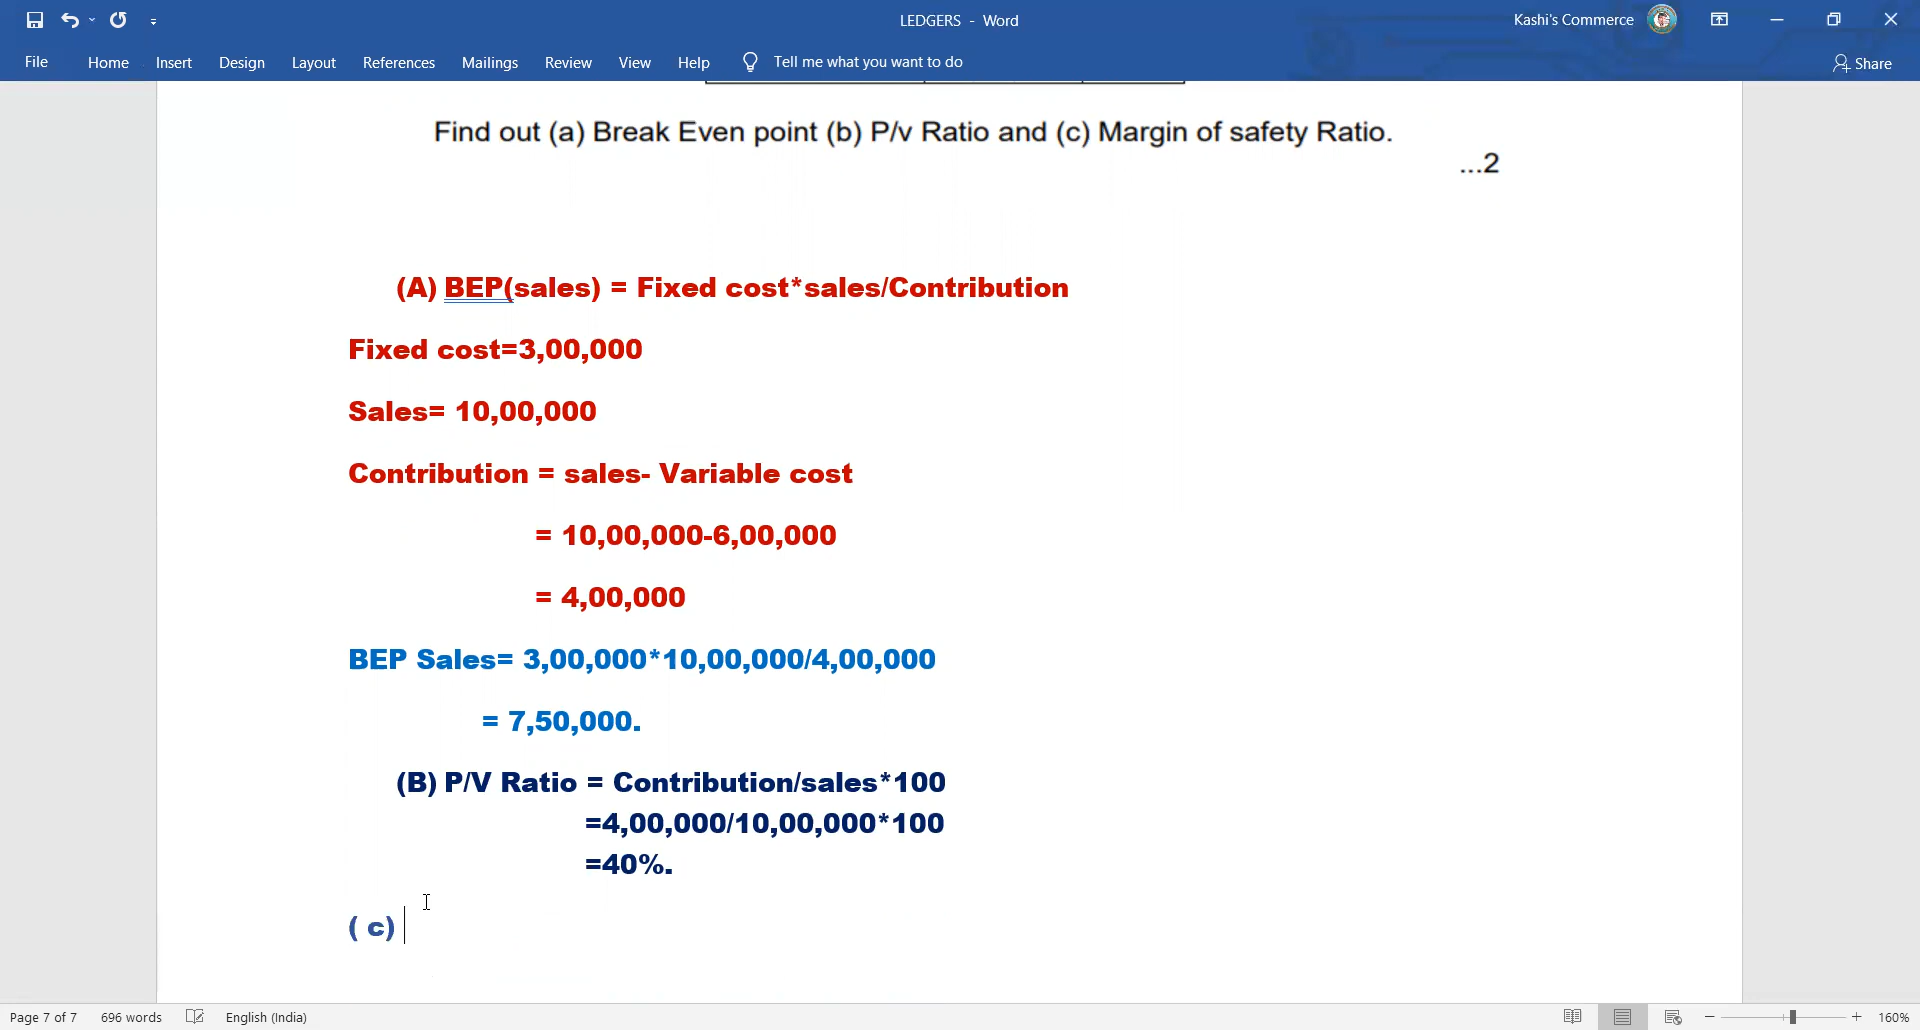 LEDGERS - Word
Kashi's Commerce
File Home Insert Design Layout References Mailings Review View Help Tell me what you want to do
Share
Find out (a) Break Even point (b) P/v Ratio and (c) Margin of safety Ratio.
...2
(A) BEP(sales) = Fixed cost*sales/Contribution
Fixed cost=3,00,000
Sales= 10,00,000
Contribution = sales- Variable cost
= 10,00,000-6,00,000
= 4,00,000
BEP Sales= 3,00,000*10,00,000/4,00,000
= 7,50,000.
(B) P/V Ratio = Contribution/sales*100
=4,00,000/10,00,000*100
=40%.
( c)
Page 7 of 7 696 words English (India) 160%